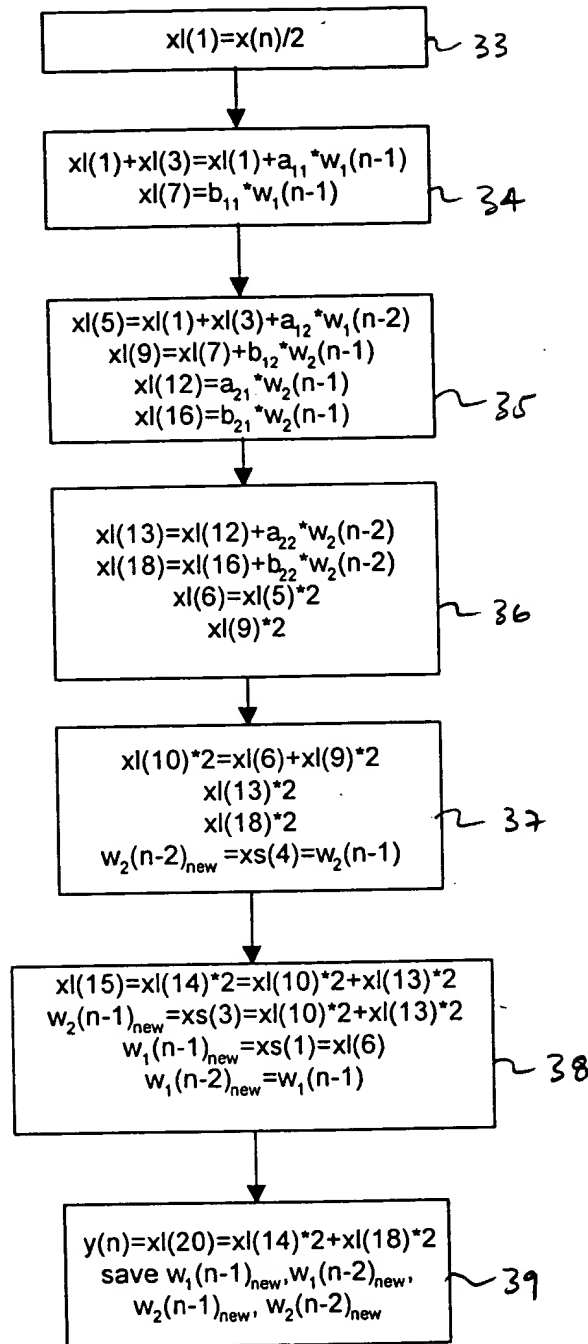 xl(1)=x(n)/2
33
xl(1)+xl(3)=xl(1)+a₁₁*w₁(n-1)
xl(7)=b₁₁*w₁(n-1)
34
xl(5)=xl(1)+xl(3)+a₁₂*w₁(n-2)
xl(9)=xl(7)+b₁₂*w₂(n-1)
xl(12)=a₂₁*w₂(n-1)
xl(16)=b₂₁*w₂(n-1)
35
xl(13)=xl(12)+a₂₂*w₂(n-2)
xl(18)=xl(16)+b₂₂*w₂(n-2)
xl(6)=xl(5)*2
xl(9)*2
36
xl(10)*2=xl(6)+xl(9)*2
xl(13)*2
xl(18)*2
w₂(n-2)new=xs(4)=w₂(n-1)
37
xl(15)=xl(14)*2=xl(10)*2+xl(13)*2
w₂(n-1)new=xs(3)=xl(10)*2+xl(13)*2
w₁(n-1)new=xs(1)=xl(6)
w₁(n-2)new=w₁(n-1)
38
y(n)=xl(20)=xl(14)*2+xl(18)*2
save w₁(n-1)new,w₁(n-2)new,
w₂(n-1)new, w₂(n-2)new
39